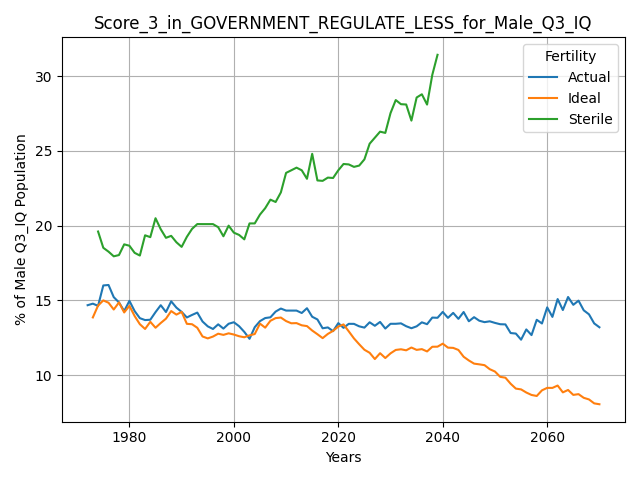 Score_3_in_GOVERNMENT_REGULATE_LESS_for_Male_Q3_IQ
Fertility
Actual
Ideal
Sterile
% of Male Q3_IQ Population
30
25
20
15
10
1980
2000
2020
2040
2060
Years